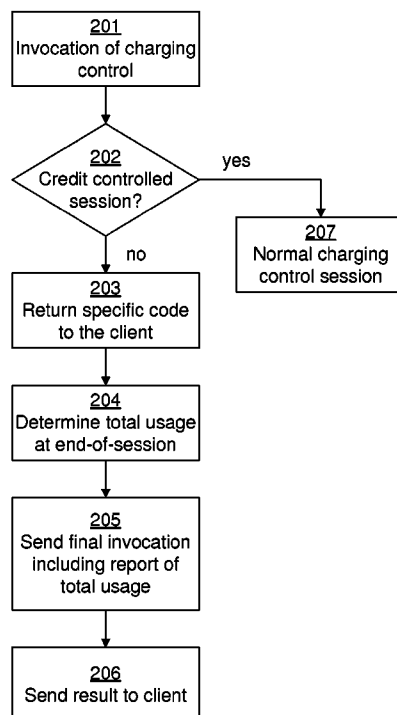 201
Invocation of charging
control
202
Credit controlled
session?
yes
207
Normal charging
control session
no
203
Return specific code
to the client
204
Determine total usage
at end-of-session
205
Send final invocation
including report of
total usage
206
Send result to client